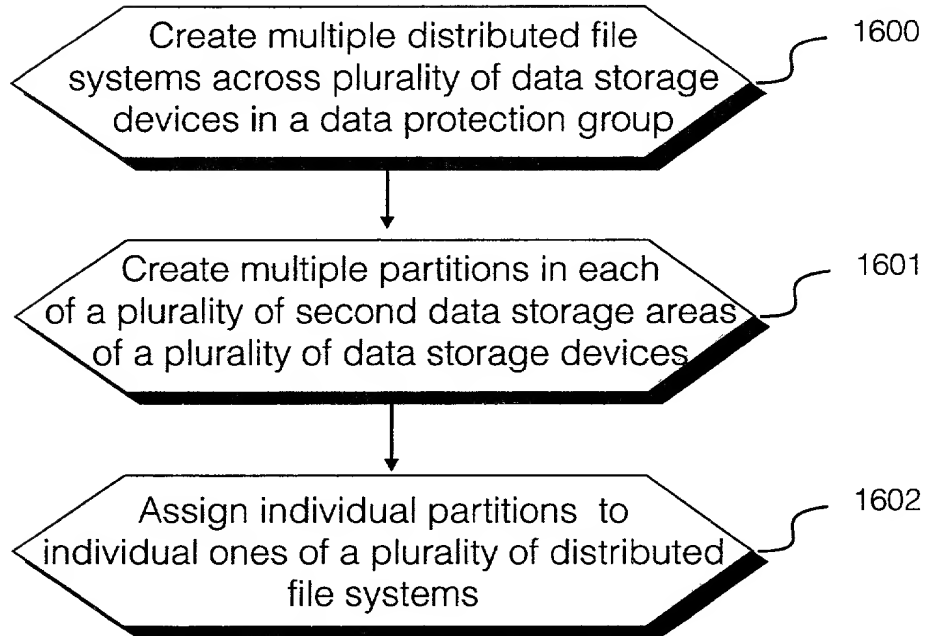 Create multiple distributed file
systems across plurality of data storage
devices in a data protection group
1600
Create multiple partitions in each
of a plurality of second data storage areas
of a plurality of data storage devices
1601
Assign individual partitions to
individual ones of a plurality of distributed
file systems
1602